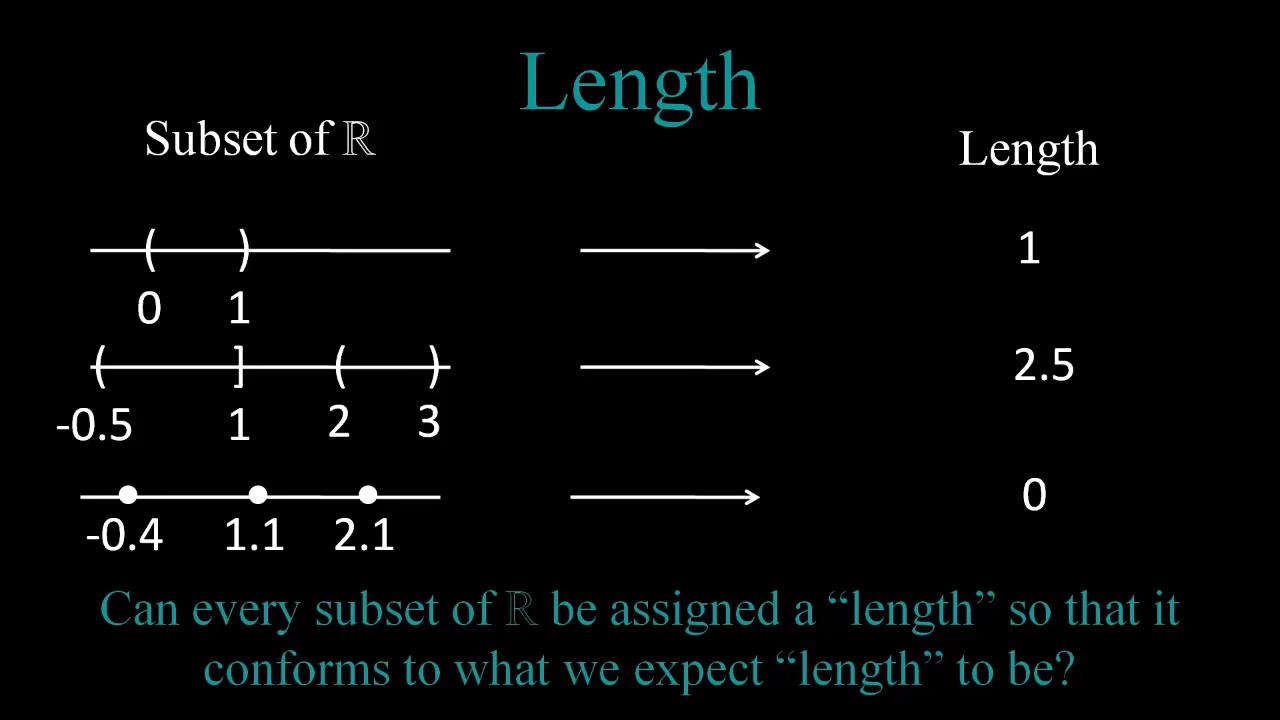 Length
Subset of ℝ
Length
( ) 1
0 1
( ] ( ) 2.5
-0.5 1 2 3
0
-0.4 1.1 2.1
Can every subset of ℝ be assigned a “length” so that it
conforms to what we expect “length” to be?